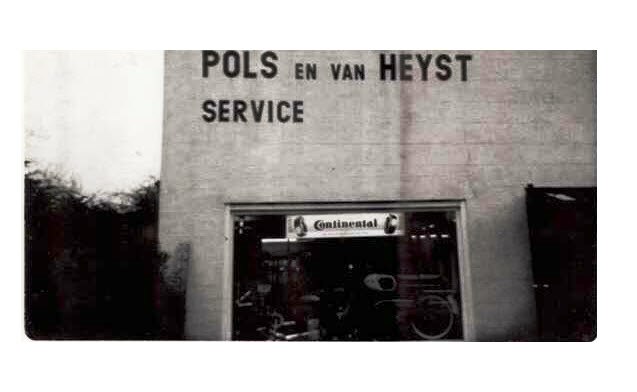 POLS EN VAN HEYST
SERVICE
Continental